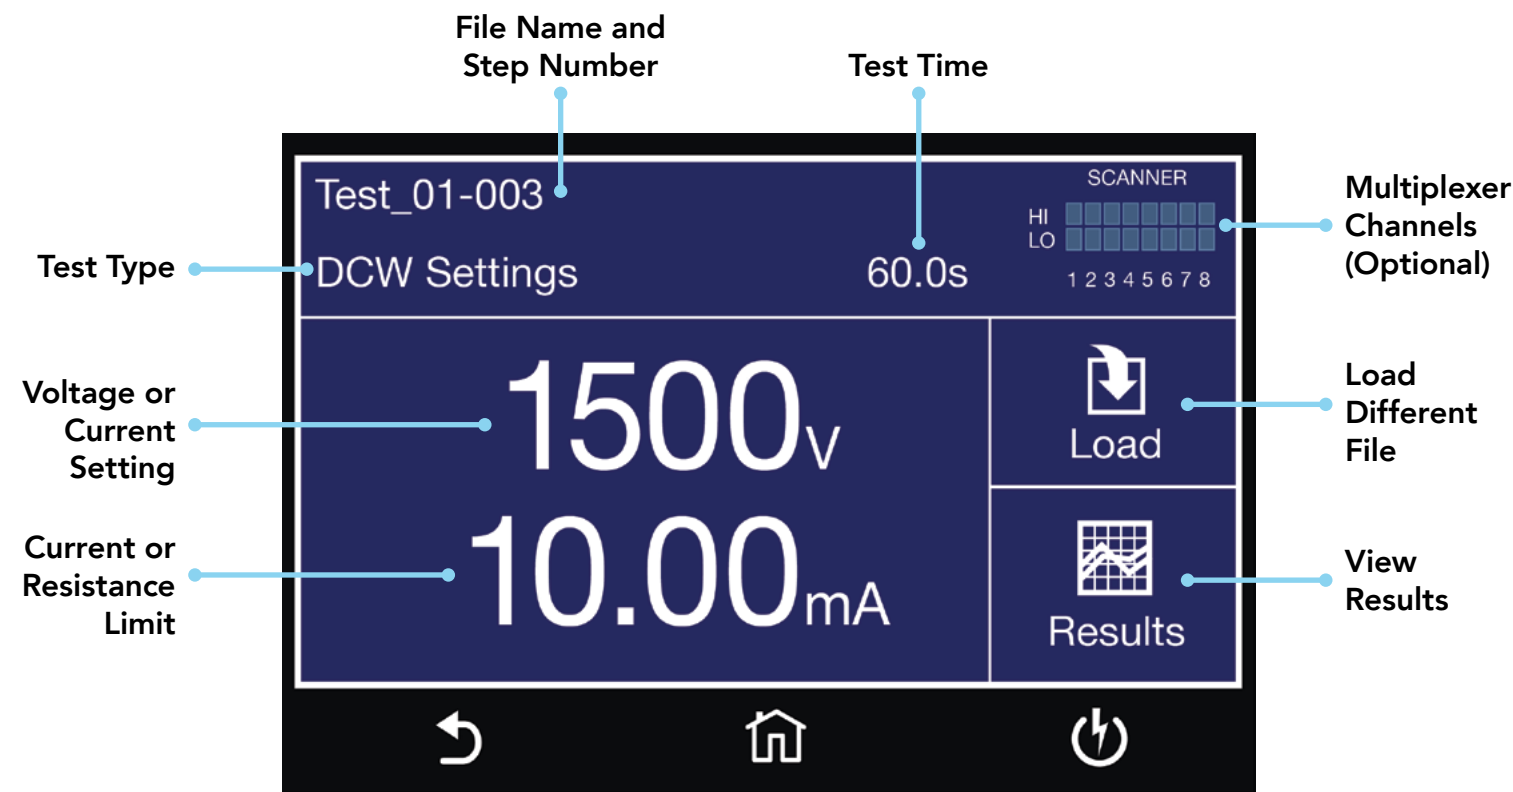 File Name and
Step Number
Test Time
Test_01-003
SCANNER
HI
LO
1 2 3 4 5 6 7 8
Multiplexer
Channels
(Optional)
Test Type
DCW Settings
60.0s
Voltage or
Current
Setting
1500V
Load
Load
Different
File
Current or
Resistance
Limit
10.00mA
Results
View
Results